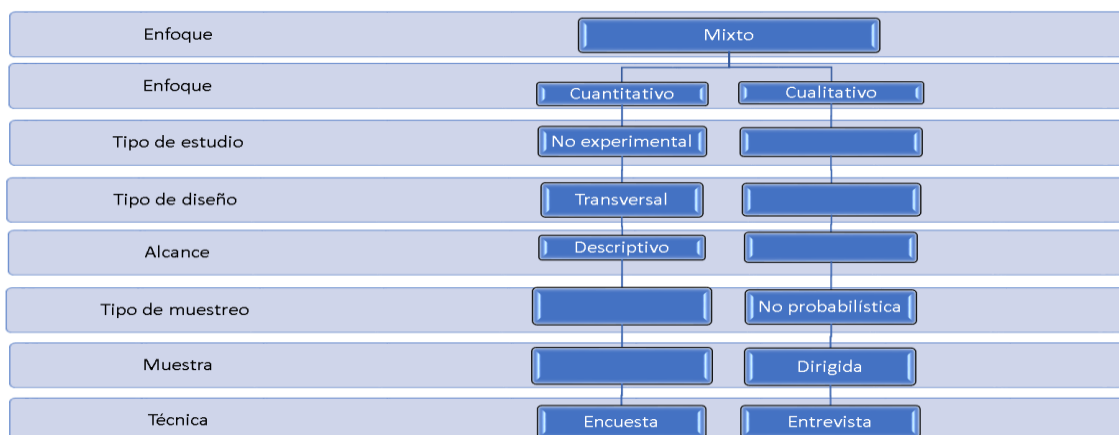 Enfoque
Mixto
Enfoque
Cuantitativo
Cualitativo
Tipo de estudio
No experimental
Tipo de diseño
Transversal
Alcance
Descriptivo
Tipo de muestreo
No probabilística
Muestra
Dirigida
Técnica
Encuesta
Entrevista